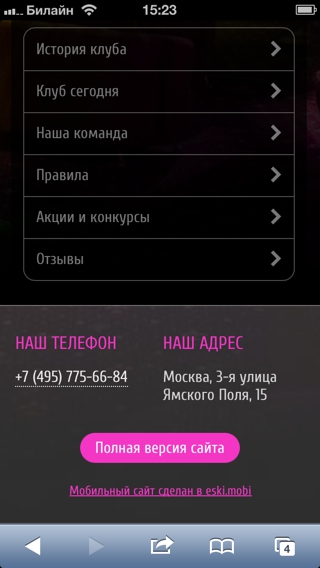 Билайн 15:23
История клуба
Клуб сегодня
Наша команда
Правила
Акции и конкурсы
Отзывы
НАШ ТЕЛЕФОН
+7 (495) 775-66-84
НАШ АДРЕС
Москва, 3-я улица
Ямского Поля, 15
Полная версия сайта
Мобильный сайт сделан в eski.mobi
4